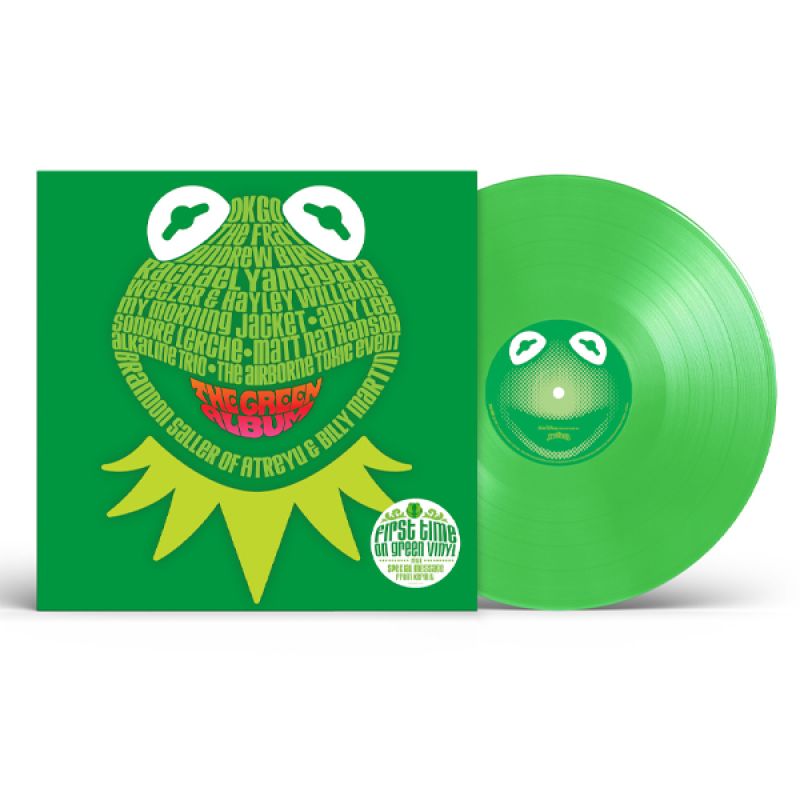 OK GO
THE FRAY
ANDREW BIRD
RACHAEL YAMAGATA
WEEZER & HAYLEY WILLIAMS
MY MORNING JACKET • AMY LEE
SONDRE LERCHE • MATT NATHANSON
ALKALINE TRIO • THE AIRBORNE TOXIC EVENT
BRANDON SALLER OF ATREYU & BILLY MARTIN
THE GREEN
ALBUM
FIRST TIME
ON GREEN VINYL
PLUS
SPECIAL MESSAGE
FROM KERMIT